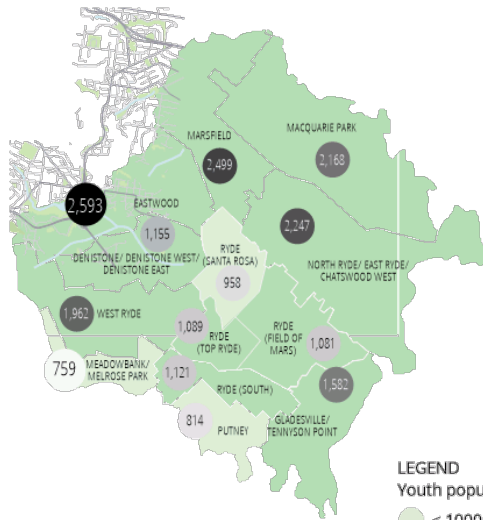 MARSFIELD
2,499
MACQUARIE PARK
2,168
2,593
EASTWOOD
1,155
2,247
DENISTONE/ DENISTONE WEST/
DENISTONE EAST
RYDE
(SANTA ROSA)
958
NORTH RYDE/ EAST RYDE/
CHATSWOOD WEST
1,962
WEST RYDE
1,089
RYDE
(TOP RYDE)
RYDE
(FIELD OF
MARS)
1,081
759
MEADOWBANK/
MELROSE PARK
1,121
RYDE (SOUTH)
1,582
814
PUTNEY
GLADESVILLE/
TENNYSON POINT
LEGEND
Youth popu